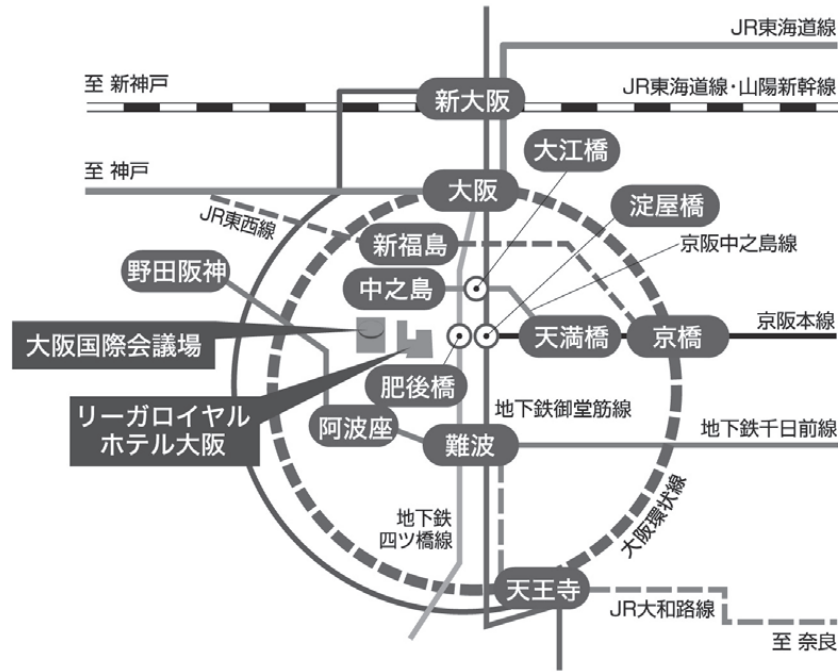 JR東海道線
至 新神戸
新大阪
JR東海道線・山陽新幹線
大江橋
至 神戸
大阪
淀屋橋
JR東西線
新福島
京阪中之島線
野田阪神
中之島
大阪国際会議場
天満橋
京橋
京阪本線
肥後橋
リーガロイヤル
ホテル大阪
阿波座
地下鉄御堂筋線
難波
地下鉄千日前線
大阪環状線
地下鉄
四ツ橋線
天王寺
JR大和路線
至 奈良